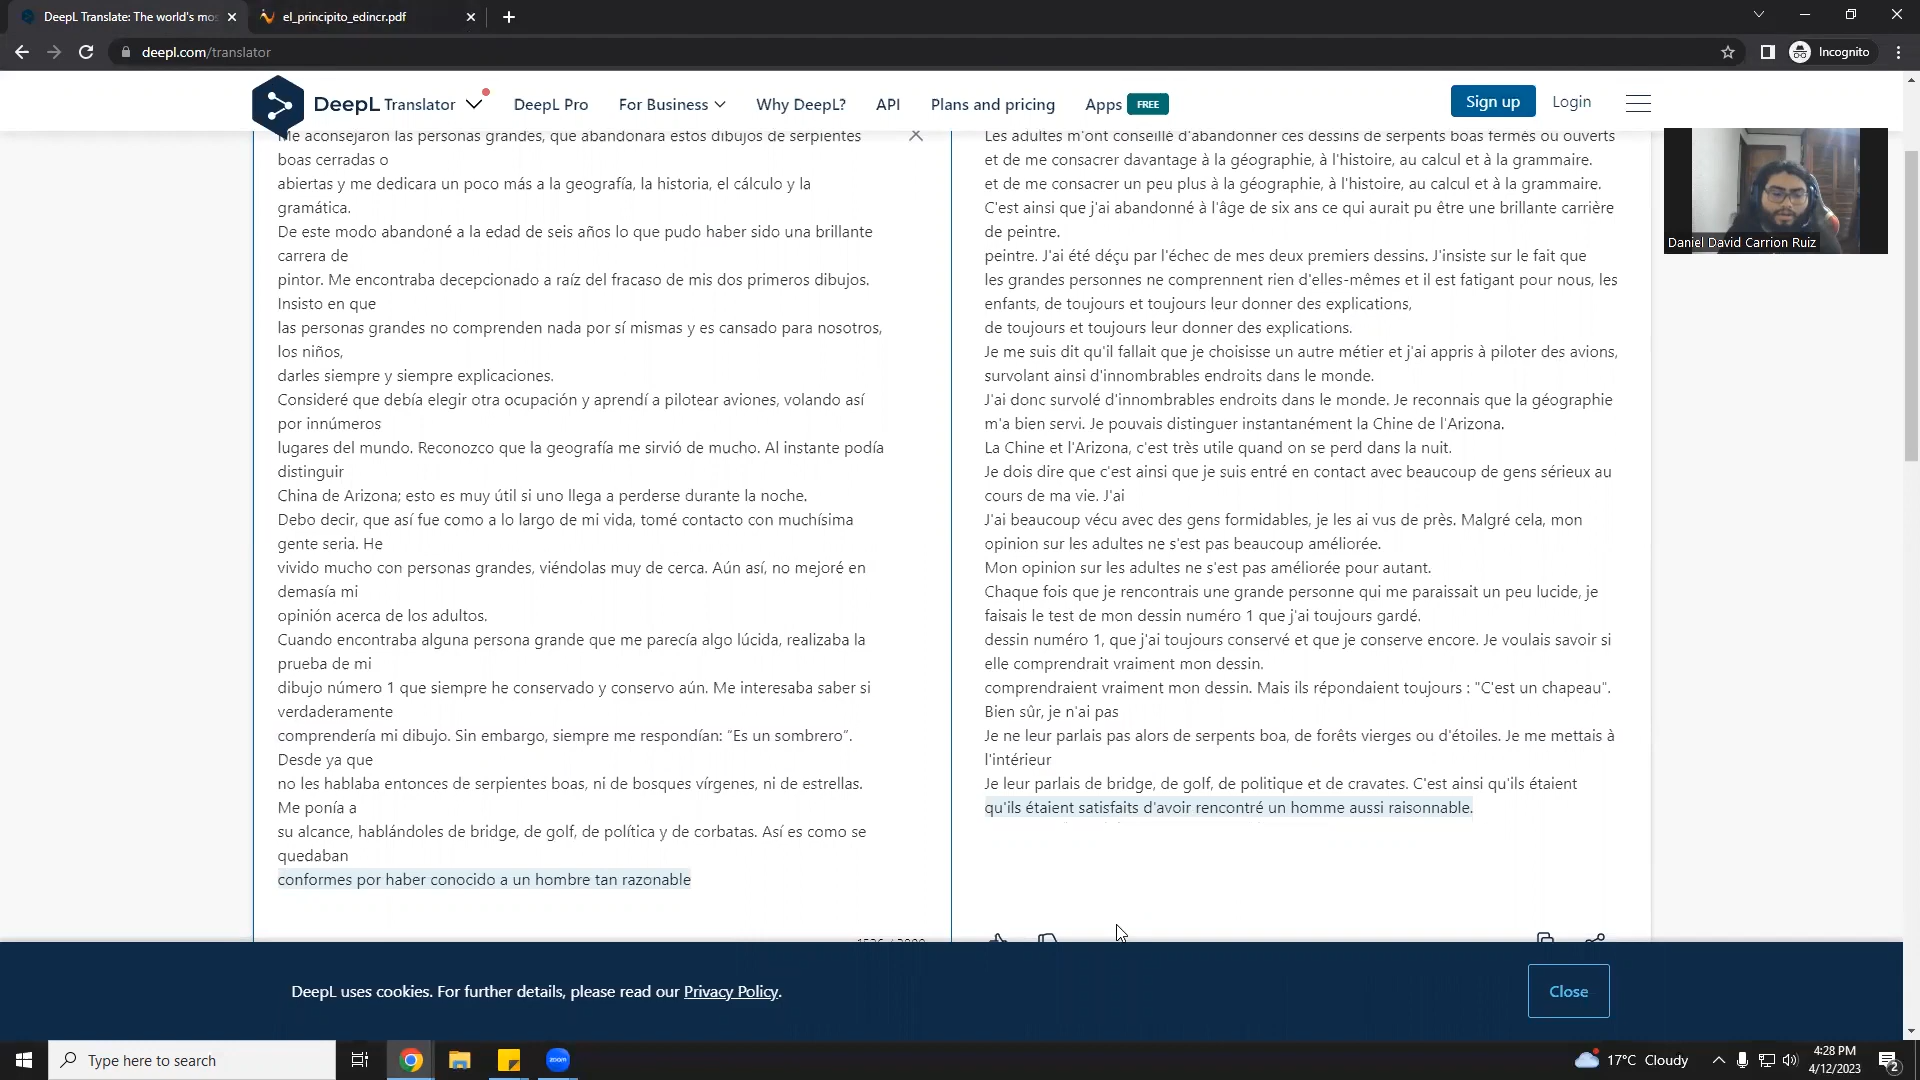 DeepL Translate: The world's mos
el_principito_edincr.pdf
deepl.com/translator
Incognito
DeepL Translator
DeepL Pro
For Business
Why DeepL?
API
Plans and pricing
Apps FREE
Sign up
Login
Me aconsejaron las personas grandes, que abandonara estos dibujos de serpientes
boas cerradas o
abiertas y me dedicara un poco más a la geografía, la historia, el cálculo y la
gramática.
De este modo abandoné a la edad de seis años lo que pudo haber sido una brillante
carrera de
pintor. Me encontraba decepcionado a raíz del fracaso de mis dos primeros dibujos.
Insisto en que
las personas grandes no comprenden nada por sí mismas y es cansado para nosotros,
los niños,
darles siempre y siempre explicaciones.
Consideré que debía elegir otra ocupación y aprendí a pilotear aviones, volando así
por innúmeros
lugares del mundo. Reconozco que la geografía me sirvió de mucho. Al instante podía
distinguir
China de Arizona; esto es muy útil si uno llega a perderse durante la noche.
Debo decir, que así fue como a lo largo de mi vida, tomé contacto con muchísima
gente seria. He
vivido mucho con personas grandes, viéndolas muy de cerca. Aún así, no mejoré en
demasía mi
opinión acerca de los adultos.
Cuando encontraba alguna persona grande que me parecía algo lúcida, realizaba la
prueba de mi
dibujo número 1 que siempre he conservado y conservo aún. Me interesaba saber si
verdaderamente
comprendería mi dibujo. Sin embargo, siempre me respondían: “Es un sombrero”.
Desde ya que
no les hablaba entonces de serpientes boas, ni de bosques vírgenes, ni de estrellas.
Me ponía a
su alcance, hablándoles de bridge, de golf, de política y de corbatas. Así es como se
quedaban
conformes por haber conocido a un hombre tan razonable
Les adultes m'ont conseillé d'abandonner ces dessins de serpents boas fermés ou ouverts
et de me consacrer davantage à la géographie, à l'histoire, au calcul et à la grammaire.
et de me consacrer un peu plus à la géographie, à l'histoire, au calcul et à la grammaire.
C'est ainsi que j'ai abandonné à l'âge de six ans ce qui aurait pu être une brillante carrière
de peintre.
peintre. J'ai été déçu par l'échec de mes deux premiers dessins. J'insiste sur le fait que
les grandes personnes ne comprennent rien d'elles-mêmes et il est fatigant pour nous, les
enfants, de toujours et toujours leur donner des explications,
de toujours et toujours leur donner des explications.
Je me suis dit qu'il fallait que je choisisse un autre métier et j'ai appris à piloter des avions,
survolant ainsi d'innombrables endroits dans le monde.
J'ai donc survolé d'innombrables endroits dans le monde. Je reconnais que la géographie
m'a bien servi. Je pouvais distinguer instantanément la Chine de l'Arizona.
La Chine et l'Arizona, c'est très utile quand on se perd dans la nuit.
Je dois dire que c'est ainsi que je suis entré en contact avec beaucoup de gens sérieux au
cours de ma vie. J'ai
J'ai beaucoup vécu avec des gens formidables, je les ai vus de près. Malgré cela, mon
opinion sur les adultes ne s'est pas beaucoup améliorée.
Mon opinion sur les adultes ne s'est pas améliorée pour autant.
Chaque fois que je rencontrais une grande personne qui me paraissait un peu lucide, je
faisais le test de mon dessin numéro 1 que j'ai toujours gardé.
dessin numéro 1, que j'ai toujours conservé et que je conserve encore. Je voulais savoir si
elle comprendrait vraiment mon dessin.
comprendraient vraiment mon dessin. Mais ils répondaient toujours : "C'est un chapeau".
Bien sûr, je n'ai pas
Je ne leur parlais pas alors de serpents boa, de forêts vierges ou d'étoiles. Je me mettais à
l'intérieur
Je leur parlais de bridge, de golf, de politique et de cravates. C'est ainsi qu'ils étaient
qu'ils étaient satisfaits d'avoir rencontré un homme aussi raisonnable.
Daniel David Carrion Ruiz
DeepL uses cookies. For further details, please read our Privacy Policy.
Close
Type here to search
zoom
17°C Cloudy
4:28 PM
4/12/2023
2